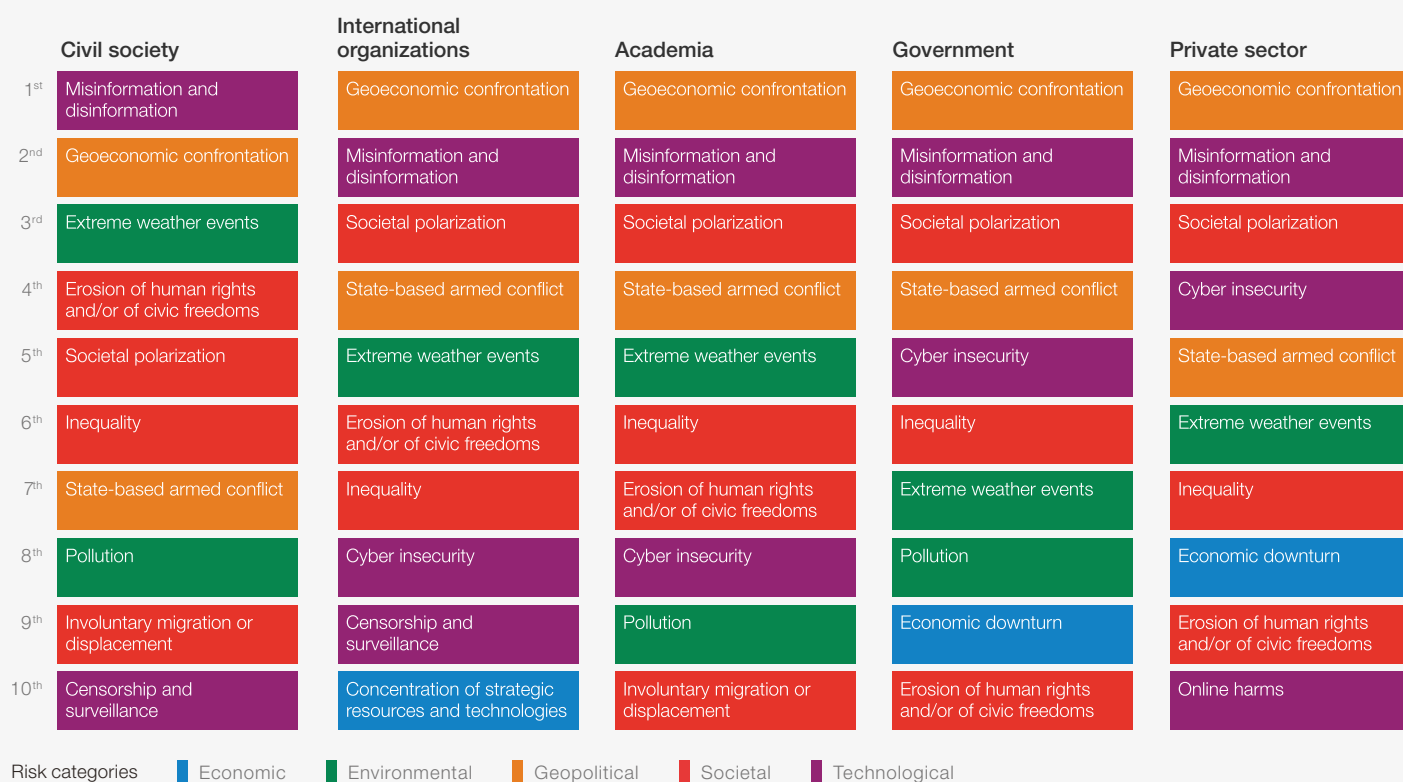 Civil society
International
organizations
Academia
Government
Private sector
1st
Misinformation and
disinformation
Geoeconomic confrontation
Geoeconomic confrontation
Geoeconomic confrontation
Geoeconomic confrontation
2nd
Geoeconomic confrontation
Misinformation and
disinformation
Misinformation and
disinformation
Misinformation and
disinformation
Misinformation and
disinformation
3rd
Extreme weather events
Societal polarization
Societal polarization
Societal polarization
Societal polarization
4th
Erosion of human rights
and/or of civic freedoms
State-based armed conflict
State-based armed conflict
State-based armed conflict
Cyber insecurity
5th
Societal polarization
Extreme weather events
Extreme weather events
Cyber insecurity
State-based armed conflict
6th
Inequality
Erosion of human rights
and/or of civic freedoms
Inequality
Inequality
Extreme weather events
7th
State-based armed conflict
Inequality
Erosion of human rights
and/or of civic freedoms
Extreme weather events
Inequality
8th
Pollution
Cyber insecurity
Cyber insecurity
Pollution
Economic downturn
9th
Involuntary migration or
displacement
Censorship and
surveillance
Pollution
Economic downturn
Erosion of human rights
and/or of civic freedoms
10th
Censorship and
surveillance
Concentration of strategic
resources and technologies
Involuntary migration or
displacement
Erosion of human rights
and/or of civic freedoms
Online harms
Risk categories
Economic
Environmental
Geopolitical
Societal
Technological